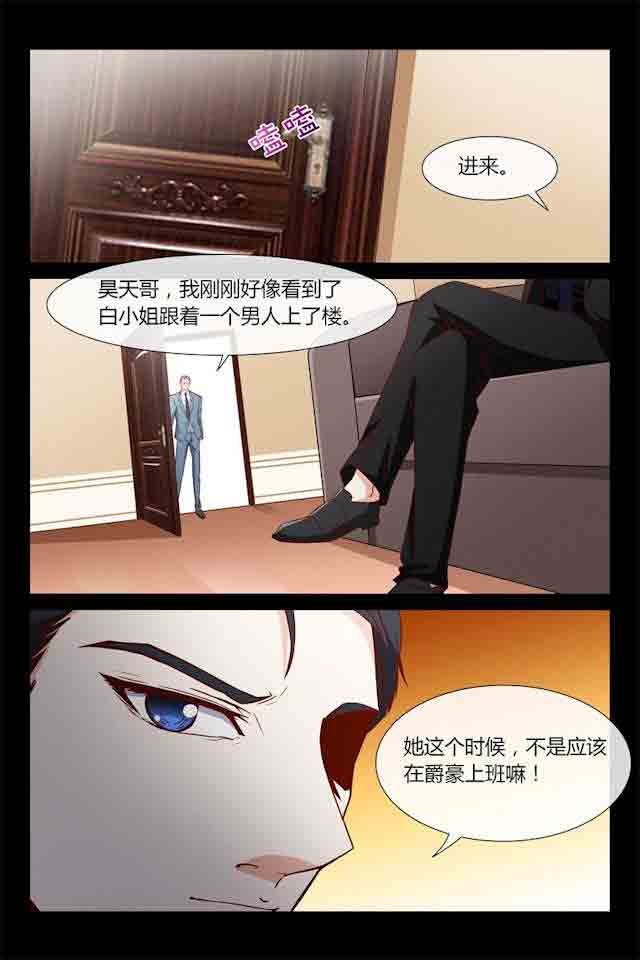 嗑嗑
进来。
昊天哥，我刚刚好像看到了
白小姐跟着一个男人上了楼。
她这个时候，不是应该
在爵豪上班嘛！